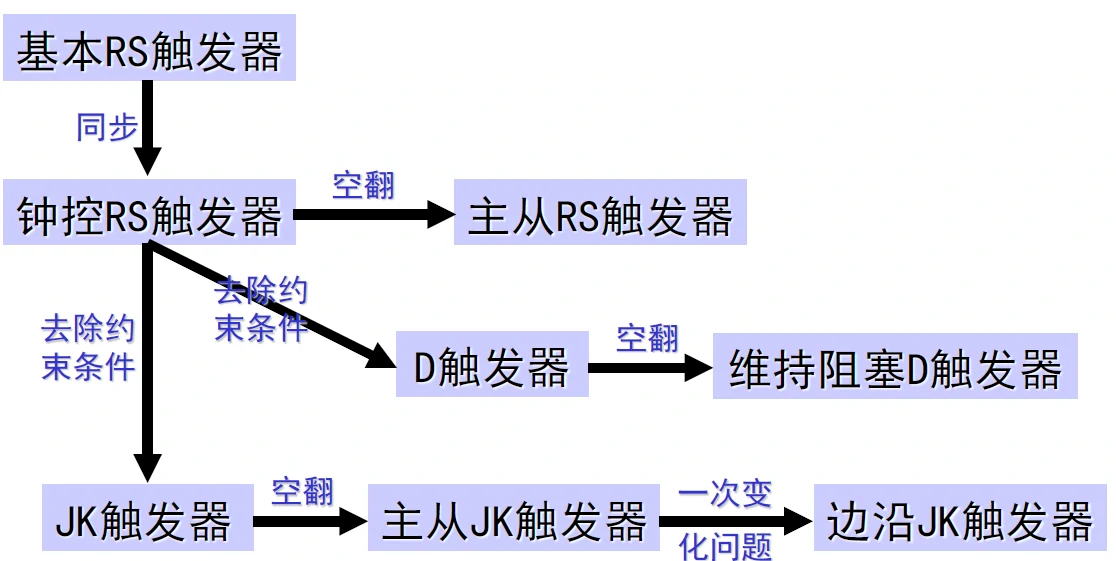 基本RS触发器
同步
钟控RS触发器
空翻
主从RS触发器
去除约
束条件
去除约
束条件
D触发器
空翻
维持阻塞D触发器
JK触发器
空翻
主从JK触发器
一次变
化问题
边沿JK触发器